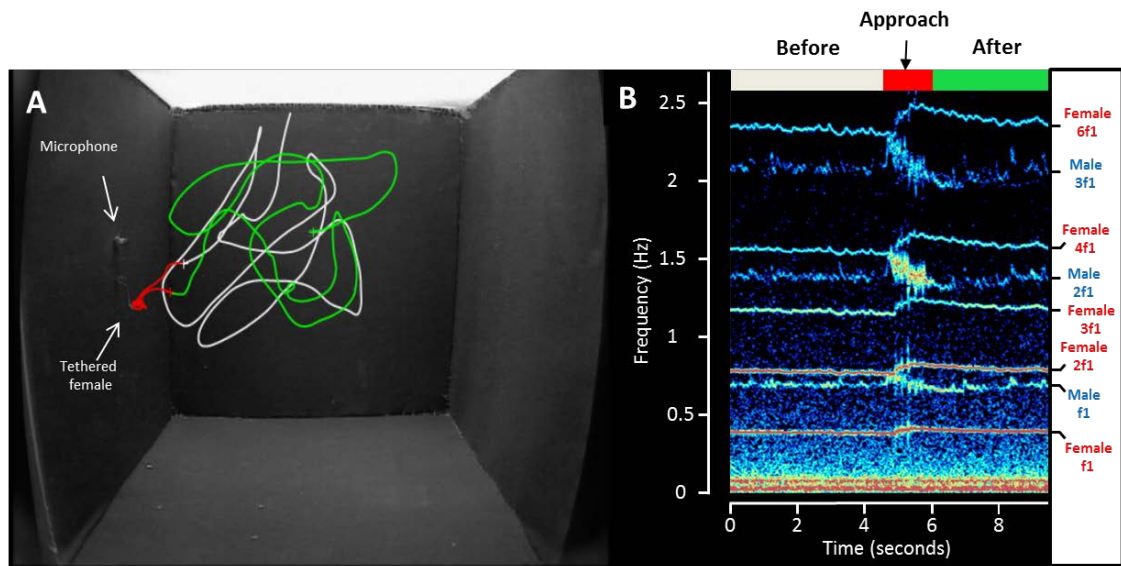 A
Microphone
Tethered
female
Approach
Before
After
B
Frequency (Hz)
2.5
2
1.5
1
0.5
0
0
2
4
6
8
Time (seconds)
Female
6f1
Male
3f1
Female
4f1
Male
2f1
Female
3f1
Female
2f1
Male
f1
Female
f1